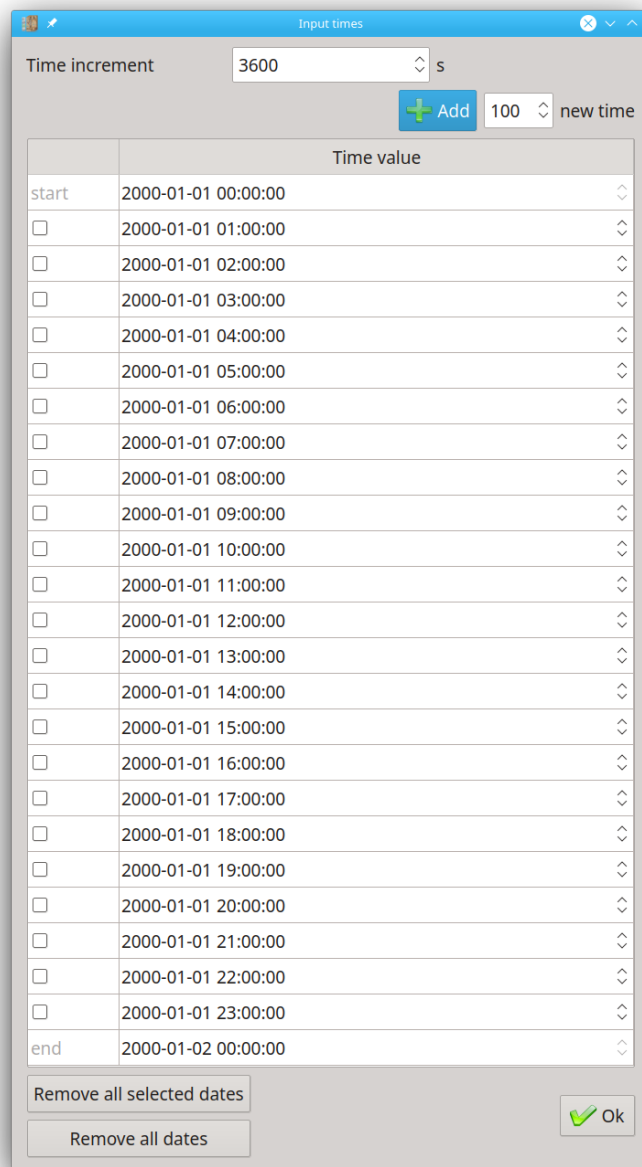 Input times
Time increment 3600 s
Add 100 new time
Time value
start 2000-01-01 00:00:00
2000-01-01 01:00:00
2000-01-01 02:00:00
2000-01-01 03:00:00
2000-01-01 04:00:00
2000-01-01 05:00:00
2000-01-01 06:00:00
2000-01-01 07:00:00
2000-01-01 08:00:00
2000-01-01 09:00:00
2000-01-01 10:00:00
2000-01-01 11:00:00
2000-01-01 12:00:00
2000-01-01 13:00:00
2000-01-01 14:00:00
2000-01-01 15:00:00
2000-01-01 16:00:00
2000-01-01 17:00:00
2000-01-01 18:00:00
2000-01-01 19:00:00
2000-01-01 20:00:00
2000-01-01 21:00:00
2000-01-01 22:00:00
2000-01-01 23:00:00
end 2000-01-02 00:00:00
Remove all selected dates
Ok
Remove all dates